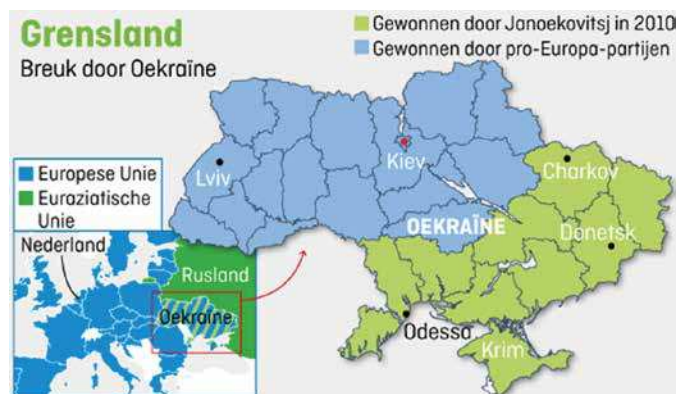 Grensland
Breuk door Oekraïne
Gewonnen door Janoekovitsj in 2010
Gewonnen door pro-Europa-partijen
Lviv
Kiev
Charkov
OEKRAÏNE
Donetsk
Odessa
Krim
Europese Unie
Euraziatische
Unie
Nederland
Rusland
Oekraïne